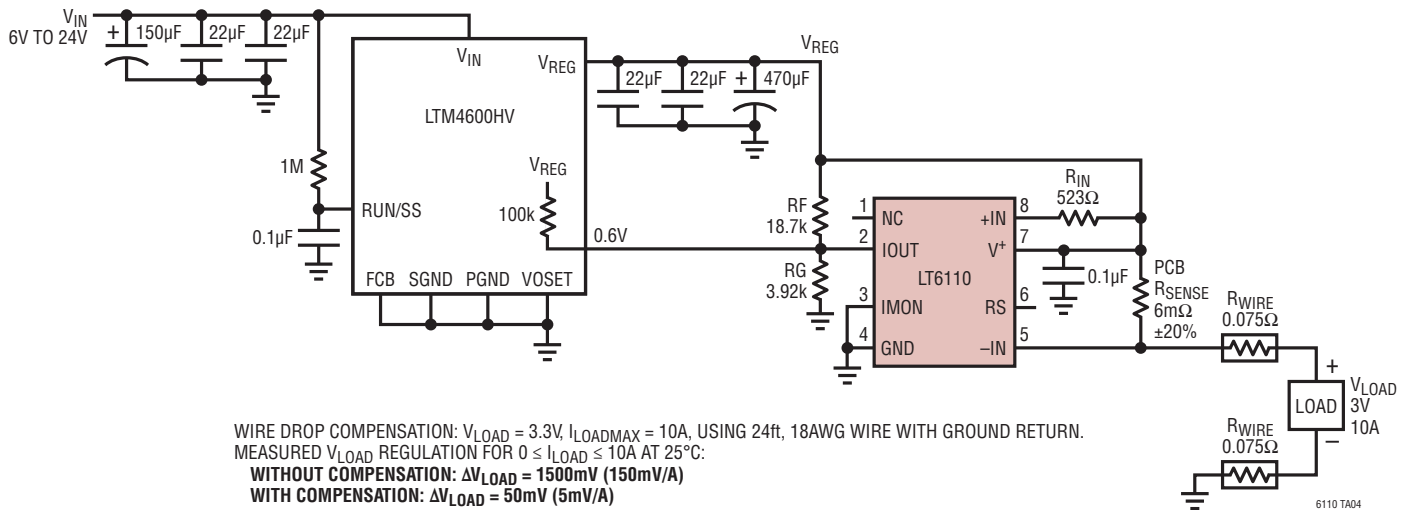 VIN
6V TO 24V
+
150µF
22µF
22µF
VIN
VREG
LTM4600HV
VREG
100k
RUN/SS
FCB
SGND
PGND
VOSET
1M
0.1µF
0.6V
VREG
22µF
22µF
+
470µF
RF
18.7k
RG
3.92k
1
2
3
4
NC
IOUT
IMON
GND
LT6110
+IN
V+
RS
–IN
8
7
6
5
RIN
523Ω
0.1µF
PCB
RSENSE
6mΩ
±20%
RWIRE
0.075Ω
+
LOAD
–
VLOAD
3V
10A
RWIRE
0.075Ω
WIRE DROP COMPENSATION: VLOAD = 3.3V, ILOADMAX = 10A, USING 24ft, 18AWG WIRE WITH GROUND RETURN.
MEASURED VLOAD REGULATION FOR 0 ≤ ILOAD ≤ 10A AT 25°C:
WITHOUT COMPENSATION: ΔVLOAD = 1500mV (150mV/A)
WITH COMPENSATION: ΔVLOAD = 50mV (5mV/A)
6110 TA04